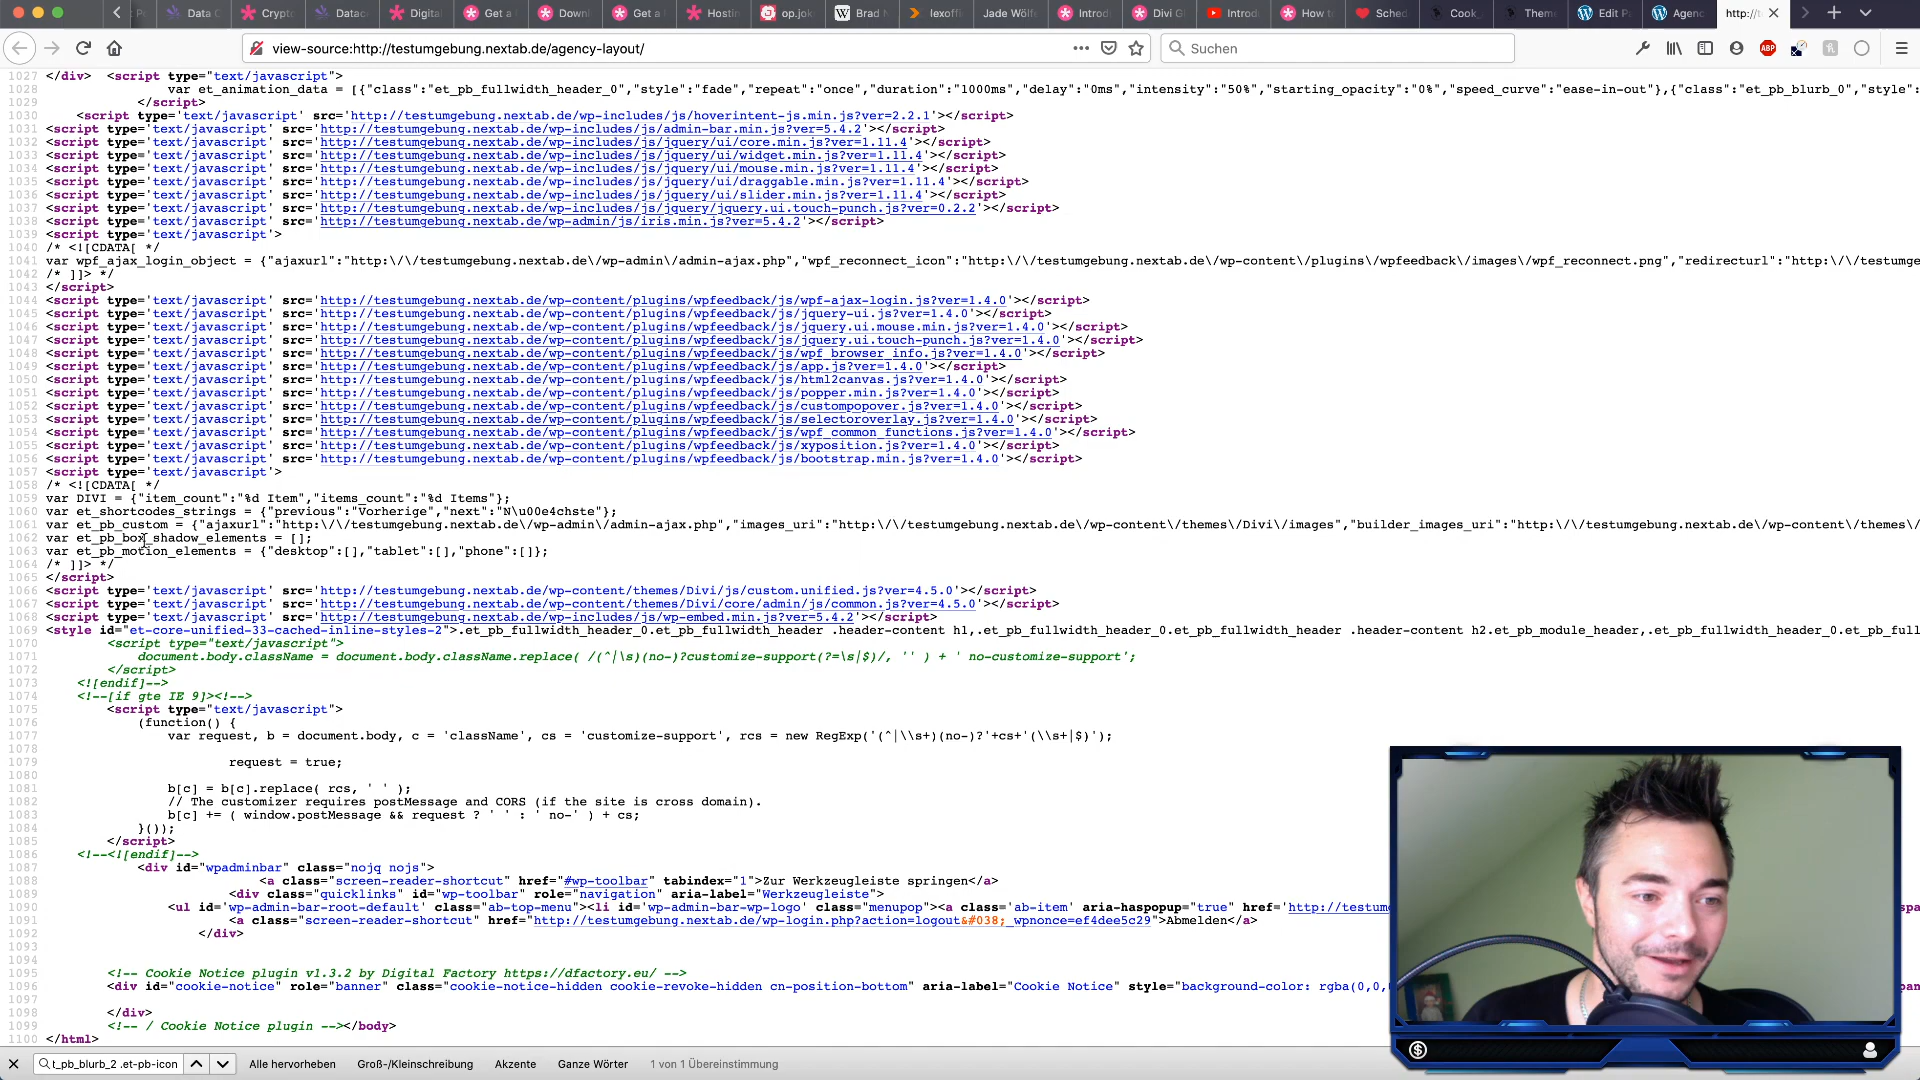 Data C
Crypto
Datac
Digital
Get a
Downl
Get a
Hostin
op.jok
Brad N
lexoffi
Jade Wölfe
Introd
Divi G
Introd
How to
Sched
Cook
Theme
Edit P
Agenc
http://t
view-source:http://testumgebung.nextab.de/agency-layout/
Suchen
ABP
1027 </div>  <script type="text/javascript">
1028 var et_animation_data = [{"class":"et_pb_fullwidth_header_0","style":"fade","repeat":"once","duration":"1000ms","delay":"0ms","intensity":"50%","starting_opacity":"0%","speed_curve":"ease-in-out"},{"class":"et_pb_blurb_0","style":
1029 </script>
1030 <script type='text/javascript' src='http://testumgebung.nextab.de/wp-includes/js/hoverintent-js.min.js?ver=2.2.1'></script>
1031 <script type='text/javascript' src='http://testumgebung.nextab.de/wp-includes/js/admin-bar.min.js?ver=5.4.2'></script>
1032 <script type='text/javascript' src='http://testumgebung.nextab.de/wp-includes/js/jquery/ui/core.min.js?ver=1.11.4'></script>
1033 <script type='text/javascript' src='http://testumgebung.nextab.de/wp-includes/js/jquery/ui/widget.min.js?ver=1.11.4'></script>
1034 <script type='text/javascript' src='http://testumgebung.nextab.de/wp-includes/js/jquery/ui/mouse.min.js?ver=1.11.4'></script>
1035 <script type='text/javascript' src='http://testumgebung.nextab.de/wp-includes/js/jquery/ui/draggable.min.js?ver=1.11.4'></script>
1036 <script type='text/javascript' src='http://testumgebung.nextab.de/wp-includes/js/jquery/ui/slider.min.js?ver=1.11.4'></script>
1037 <script type='text/javascript' src='http://testumgebung.nextab.de/wp-includes/js/jquery/jquery.ui.touch-punch.js?ver=0.2.2'></script>
1038 <script type='text/javascript' src='http://testumgebung.nextab.de/wp-admin/js/iris.min.js?ver=5.4.2'></script>
1039 <script type='text/javascript'>
1040 /* <![CDATA[ */
1041 var wpf_ajax_login_object = {"ajaxurl":"http:\/\/testumgebung.nextab.de\/wp-admin\/admin-ajax.php","wpf_reconnect_icon":"http:\/\/testumgebung.nextab.de\/wp-content\/plugins\/wpfeedback\/images\/wpf_reconnect.png","redirecturl":"http:\/\/testumge
1042 /* ]]> */
1043 </script>
1044 <script type='text/javascript' src='http://testumgebung.nextab.de/wp-content/plugins/wpfeedback/js/wpf-ajax-login.js?ver=1.4.0'></script>
1045 <script type='text/javascript' src='http://testumgebung.nextab.de/wp-content/plugins/wpfeedback/js/jquery-ui.js?ver=1.4.0'></script>
1046 <script type='text/javascript' src='http://testumgebung.nextab.de/wp-content/plugins/wpfeedback/js/jquery.ui.mouse.min.js?ver=1.4.0'></script>
1047 <script type='text/javascript' src='http://testumgebung.nextab.de/wp-content/plugins/wpfeedback/js/jquery.ui.touch-punch.js?ver=1.4.0'></script>
1048 <script type='text/javascript' src='http://testumgebung.nextab.de/wp-content/plugins/wpfeedback/js/wpf_browser_info.js?ver=1.4.0'></script>
1049 <script type='text/javascript' src='http://testumgebung.nextab.de/wp-content/plugins/wpfeedback/js/app.js?ver=1.4.0'></script>
1050 <script type='text/javascript' src='http://testumgebung.nextab.de/wp-content/plugins/wpfeedback/js/html2canvas.js?ver=1.4.0'></script>
1051 <script type='text/javascript' src='http://testumgebung.nextab.de/wp-content/plugins/wpfeedback/js/popper.min.js?ver=1.4.0'></script>
1052 <script type='text/javascript' src='http://testumgebung.nextab.de/wp-content/plugins/wpfeedback/js/custompopover.js?ver=1.4.0'></script>
1053 <script type='text/javascript' src='http://testumgebung.nextab.de/wp-content/plugins/wpfeedback/js/selectoroverlay.js?ver=1.4.0'></script>
1054 <script type='text/javascript' src='http://testumgebung.nextab.de/wp-content/plugins/wpfeedback/js/wpf_common_functions.js?ver=1.4.0'></script>
1055 <script type='text/javascript' src='http://testumgebung.nextab.de/wp-content/plugins/wpfeedback/js/xyposition.js?ver=1.4.0'></script>
1056 <script type='text/javascript' src='http://testumgebung.nextab.de/wp-content/plugins/wpfeedback/js/bootstrap.min.js?ver=1.4.0'></script>
1057 <script type='text/javascript'>
1058 /* <![CDATA[ */
1059 var DIVI = {"item_count":"%d Item","items_count":"%d Items"};
1060 var et_shortcodes_strings = {"previous":"Vorherige","next":"N\u00e4chste"};
1061 var et_pb_custom = {"ajaxurl":"http:\/\/testumgebung.nextab.de\/wp-admin\/admin-ajax.php","images_uri":"http:\/\/testumgebung.nextab.de\/wp-content\/themes\/Divi\/images","builder_images_uri":"http:\/\/testumgebung.nextab.de\/wp-content\/themes\/
1062 var et_pb_box_shadow_elements = [];
1063 var et_pb_motion_elements = {"desktop":[],"tablet":[],"phone":[]};
1064 /* ]]> */
1065 </script>
1066 <script type='text/javascript' src='http://testumgebung.nextab.de/wp-content/themes/Divi/js/custom.unified.js?ver=4.5.0'></script>
1067 <script type='text/javascript' src='http://testumgebung.nextab.de/wp-content/themes/Divi/core/admin/js/common.js?ver=4.5.0'></script>
1068 <script type='text/javascript' src='http://testumgebung.nextab.de/wp-includes/js/wp-embed.min.js?ver=5.4.2'></script>
1069 <style id="et-core-unified-33-cached-inline-styles-2">.et_pb_fullwidth_header_0.et_pb_fullwidth_header .header-content h1,.et_pb_fullwidth_header_0.et_pb_fullwidth_header .header-content h2.et_pb_module_header,.et_pb_fullwidth_header_0.et_pb_full
1070 <script type="text/javascript">
1071 document.body.className = document.body.className.replace( /(^|\s)(no-)?customize-support(?=\s|$)/, '' ) + ' no-customize-support';
1072 </script>
1073 <![endif]-->
1074 <!--[if gte IE 9]><!-->
1075 <script type="text/javascript">
1076 (function() {
1077 var request, b = document.body, c = 'className', cs = 'customize-support', rcs = new RegExp('(^|\\s+)(no-)?'+cs+'(\\s+|$)');
1078
1079 request = true;
1080
1081 b[c] = b[c].replace( rcs, ' ' );
1082 // The customizer requires postMessage and CORS (if the site is cross domain).
1083 b[c] += ( window.postMessage && request ? ' ' : ' no-' ) + cs;
1084 }());
1085 </script>
1086 <!--<![endif]-->
1087 <div id="wpadminbar" class="nojq nojs">
1088 <a class="screen-reader-shortcut" href="#wp-toolbar" tabindex="1">Zur Werkzeugleiste springen</a>
1089 <div class="quicklinks" id="wp-toolbar" role="navigation" aria-label="Werkzeugleiste">
1090 <ul id='wp-admin-bar-root-default' class="ab-top-menu"><li id='wp-admin-bar-wp-logo' class="menupop"><a class='ab-item' aria-haspopup="true" href='http://testum
1091 <a class="screen-reader-shortcut" href="http://testumgebung.nextab.de/wp-login.php?action=logout&#038;_wpnonce=ef4dee5c29">Abmelden</a>
1092 </div>
1093
1094
1095 <!-- Cookie Notice plugin v1.3.2 by Digital Factory https://dfactory.eu/ -->
1096 <div id="cookie-notice" role="banner" class="cookie-notice-hidden cookie-revoke-hidden cn-position-bottom" aria-label="Cookie Notice" style="background-color: rgba(0,0,
1097
1098 </div>
1099 <!-- / Cookie Notice plugin --></body>
1100 </html>
t_pb_blurb_2 .et-pb-icon
Alle hervorheben
Groß-/Kleinschreibung
Akzente
Ganze Wörter
1 von 1 Übereinstimmung